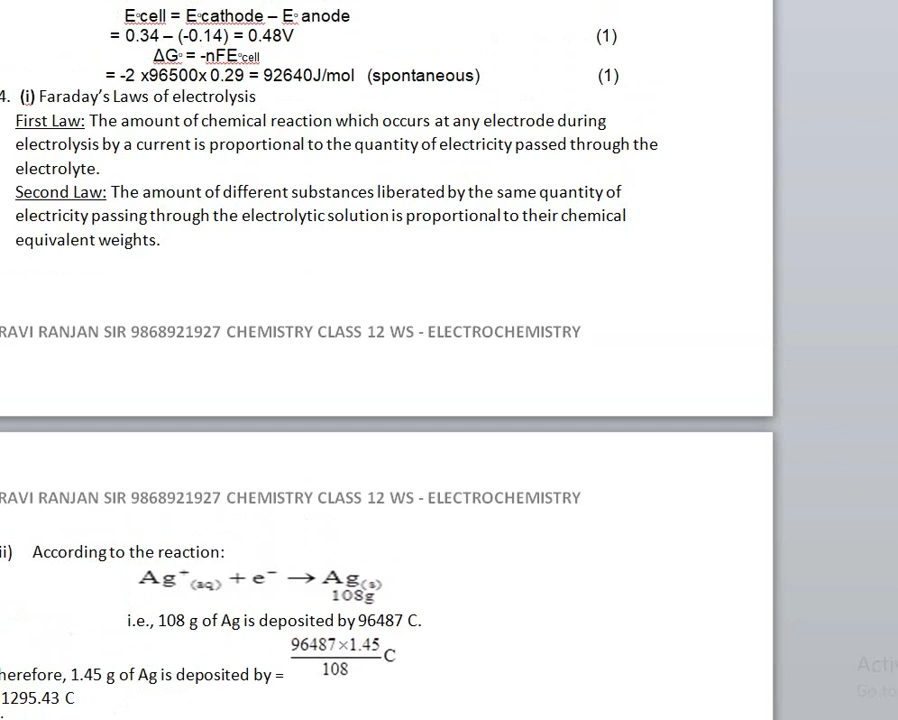 E°cell = E°cathode – E° anode
= 0.34 – (-0.14) = 0.48V (1)
ΔG° = -nFE°cell
= -2 x96500x 0.29 = 92640J/mol (spontaneous) (1)
4. (i) Faraday's Laws of electrolysis
First Law: The amount of chemical reaction which occurs at any electrode during
electrolysis by a current is proportional to the quantity of electricity passed through the
electrolyte.
Second Law: The amount of different substances liberated by the same quantity of
electricity passing through the electrolytic solution is proportional to their chemical
equivalent weights.
RAVI RANJAN SIR 9868921927 CHEMISTRY CLASS 12 WS - ELECTROCHEMISTRY
RAVI RANJAN SIR 9868921927 CHEMISTRY CLASS 12 WS - ELECTROCHEMISTRY
ii) According to the reaction:
Ag⁺(aq) + e⁻ → Ag(s)
108g
i.e., 108 g of Ag is deposited by 96487 C.
96487×1.45
herefore, 1.45 g of Ag is deposited by = C
108
1295.43 C
Acti
Go to